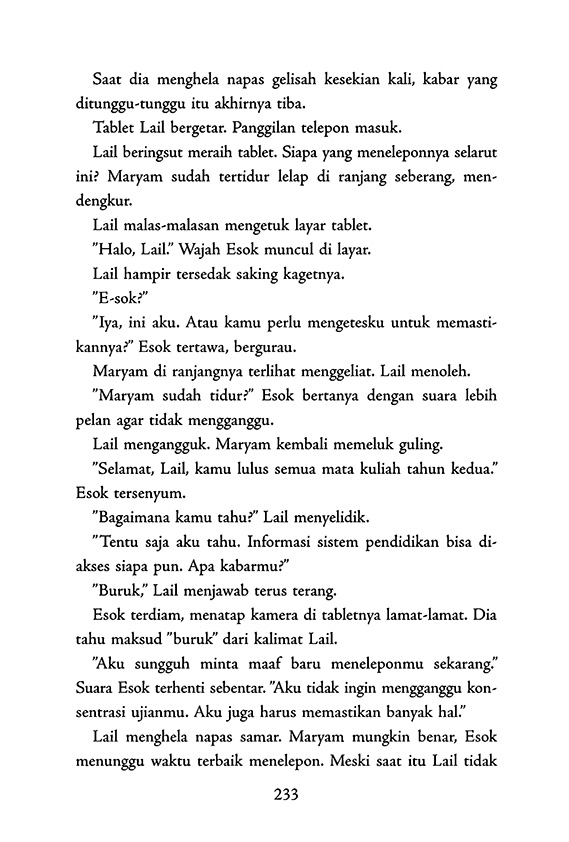 Saat dia menghela napas gelisah kesekian kali, kabar yang
ditunggu-tunggu itu akhirnya tiba.
Tablet Lail bergetar. Panggilan telepon masuk.
Lail beringsut meraih tablet. Siapa yang meneleponnya selarut
ini? Maryam sudah tertidur lelap di ranjang seberang, men-
dengkur.
Lail malas-malasan mengetuk layar tablet.
”Halo, Lail.” Wajah Esok muncul di layar.
Lail hampir tersedak saking kagetnya.
”E-sok?”
”Iya, ini aku. Atau kamu perlu mengetesku untuk memasti-
kannya?” Esok tertawa, bergurau.
Maryam di ranjangnya terlihat menggeliat. Lail menoleh.
”Maryam sudah tidur?” Esok bertanya dengan suara lebih
pelan agar tidak mengganggu.
Lail mengangguk. Maryam kembali memeluk guling.
”Selamat, Lail, kamu lulus semua mata kuliah tahun kedua.”
Esok tersenyum.
”Bagaimana kamu tahu?” Lail menyelidik.
”Tentu saja aku tahu. Informasi sistem pendidikan bisa di-
akses siapa pun. Apa kabarmu?”
”Buruk,” Lail menjawab terus terang.
Esok terdiam, menatap kamera di tabletnya lamat-lamat. Dia
tahu maksud ”buruk” dari kalimat Lail.
”Aku sungguh minta maaf baru meneleponmu sekarang.”
Suara Esok terhenti sebentar. ”Aku tidak ingin mengganggu kon-
sentrasi ujianmu. Aku juga harus memastikan banyak hal.”
Lail menghela napas samar. Maryam mungkin benar, Esok
menunggu waktu terbaik menelepon. Meski saat itu Lail tidak
233